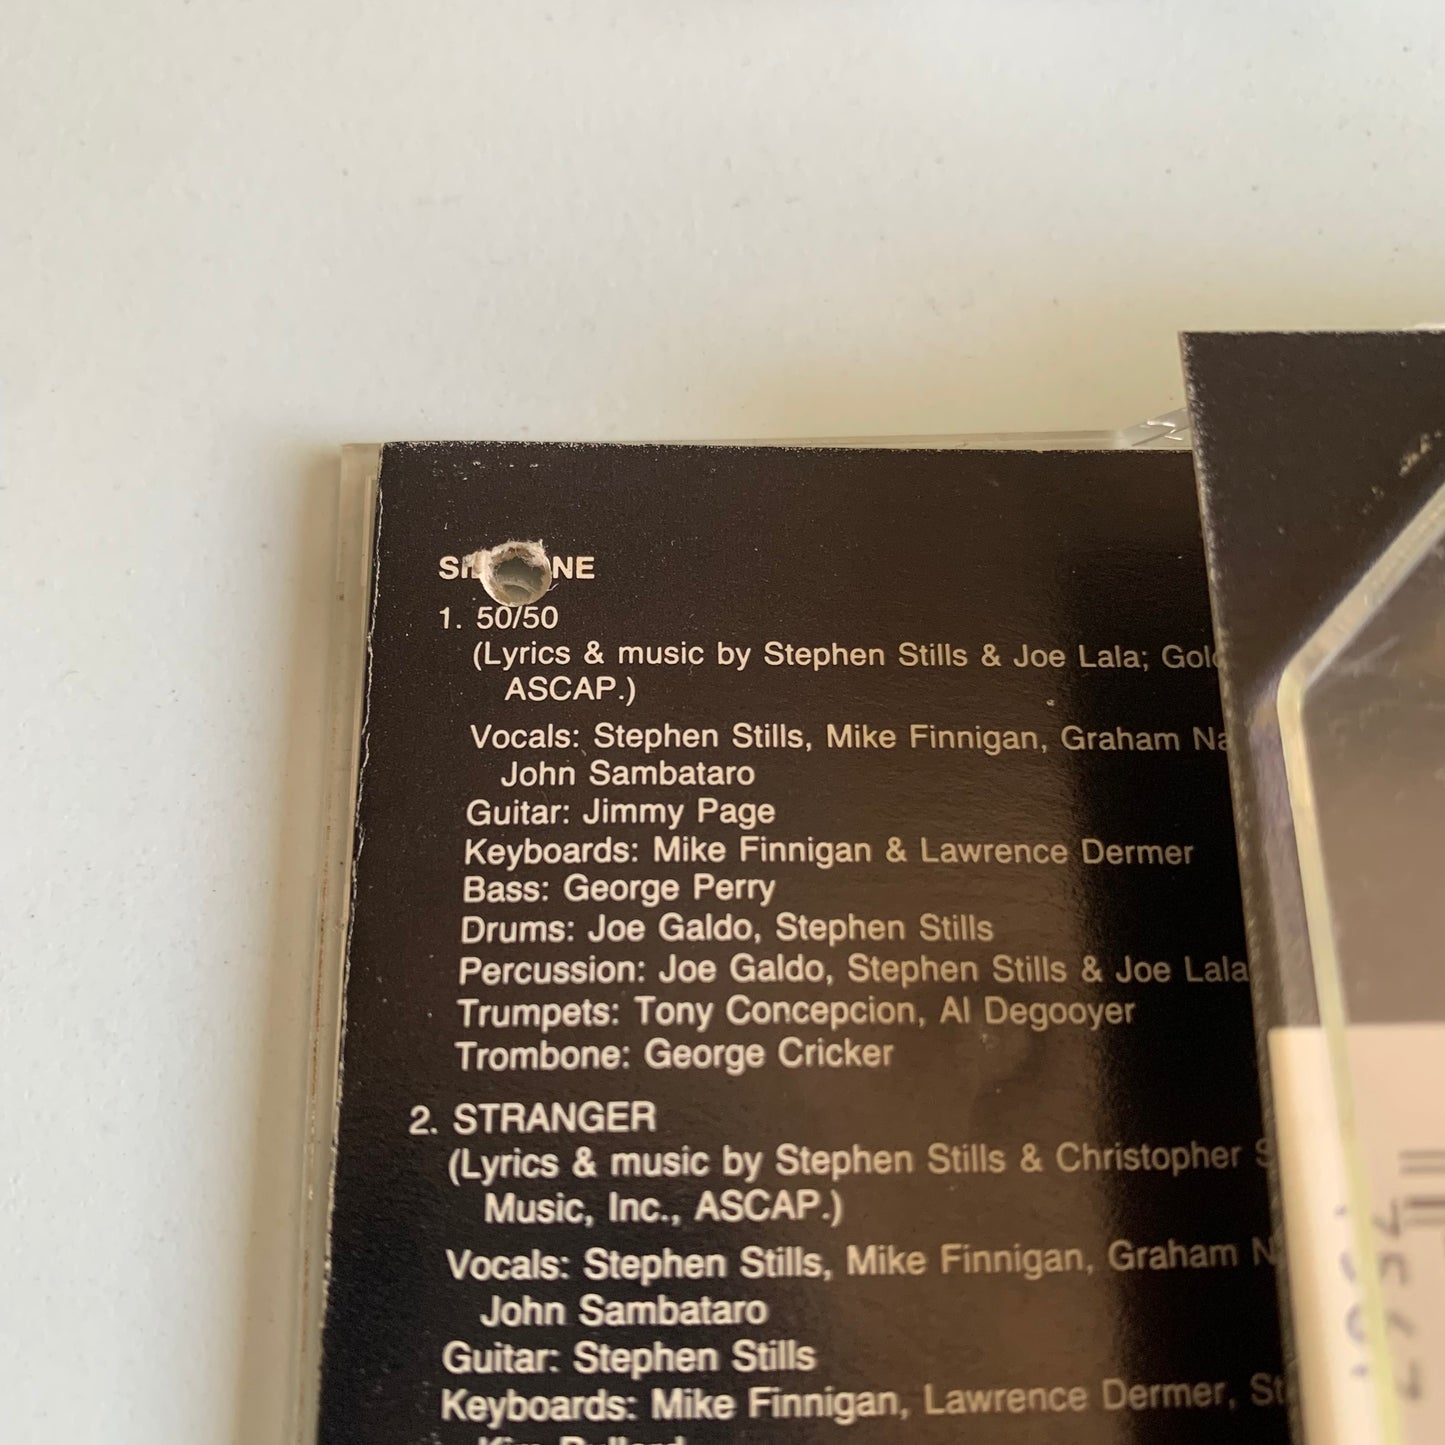 1. 50/50
(Lyrics & music by Stephen Stills & Joe Lala;
ASCAP.)
Vocals: Stephen Stills, Mike Finnigan, Graham
John Sambataro
Guitar: Jimmy Page
Keyboards: Mike Finnigan & Lawrence Dermer
Bass: George Perry
Drums: Joe Galdo, Stephen Stills
Percussion: Joe Galdo, Stephen Stills & Joe Lala
Trumpets: Tony Concepcion, Al Degooyer
Trombone: George Cricker
2. STRANGER
(Lyrics & music by Stephen Stills & Christopher
Music, Inc., ASCAP.)
Vocals: Stephen Stills, Mike Finnigan, Graham
John Sambataro
Guitar: Stephen Stills
Keyboards: Mike Finnigan, Lawrence Dermer,